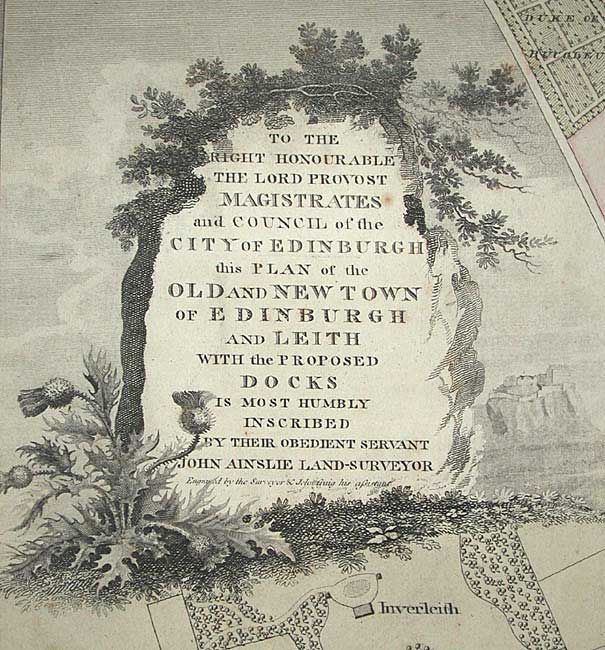 DUKE OF
TO THE
RIGHT HONOURABLE
THE LORD PROVOST
MAGISTRATES
and COUNCIL of the
CITY OF EDINBURGH
this PLAN of the
OLD AND NEW TOWN
OF EDINBURGH
AND LEITH
WITH the PROPOSED
DOCKS
IS MOST HUMBLY
INSCRIBED
BY THEIR OBEDIENT SERVANT
JOHN AINSLIE LAND-SURVEYOR
Engraved by the Surveyor & his assistant
Inverleith